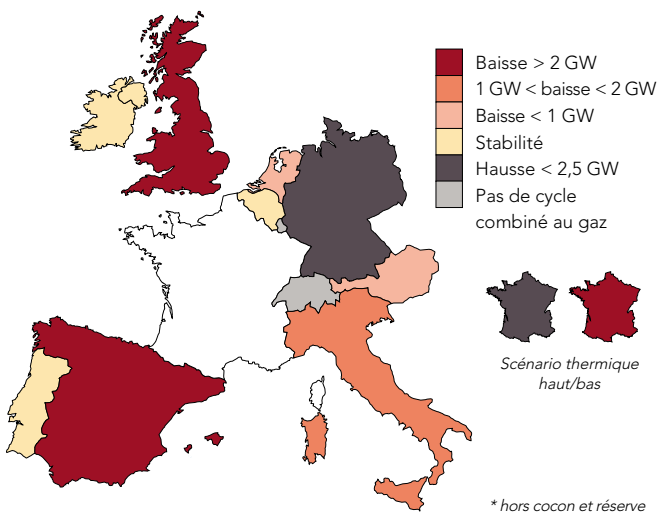 Baisse > 2 GW
1 GW < baisse < 2 GW
Baisse < 1 GW
Stabilité
Hausse < 2,5 GW
Pas de cycle
combiné au gaz
Scénario thermique
haut/bas
* hors cocon et réserve